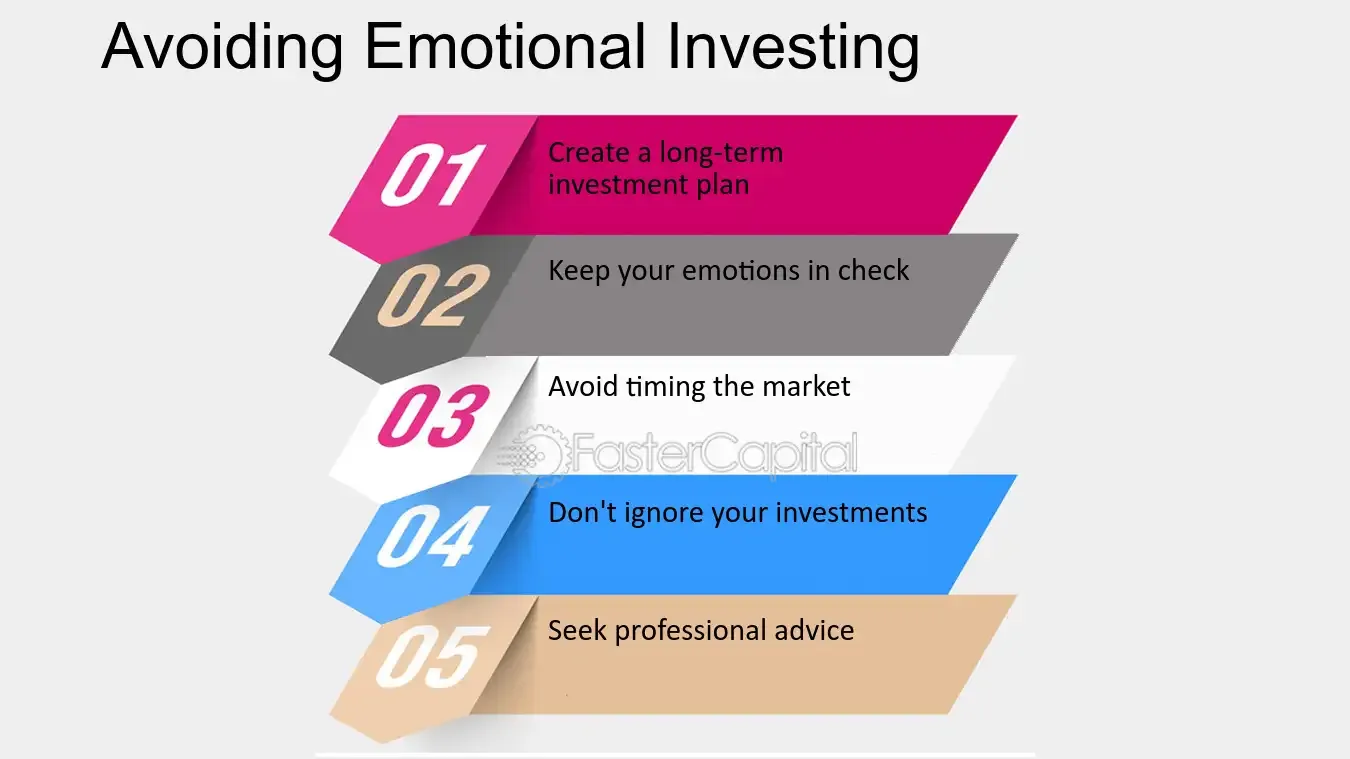 Avoiding Emotional Investing
01
Create a long-term
investment plan
02
Keep your emotions in check
03
Avoid timing the market
FasterCapital
04
Don't ignore your investments
05
Seek professional advice